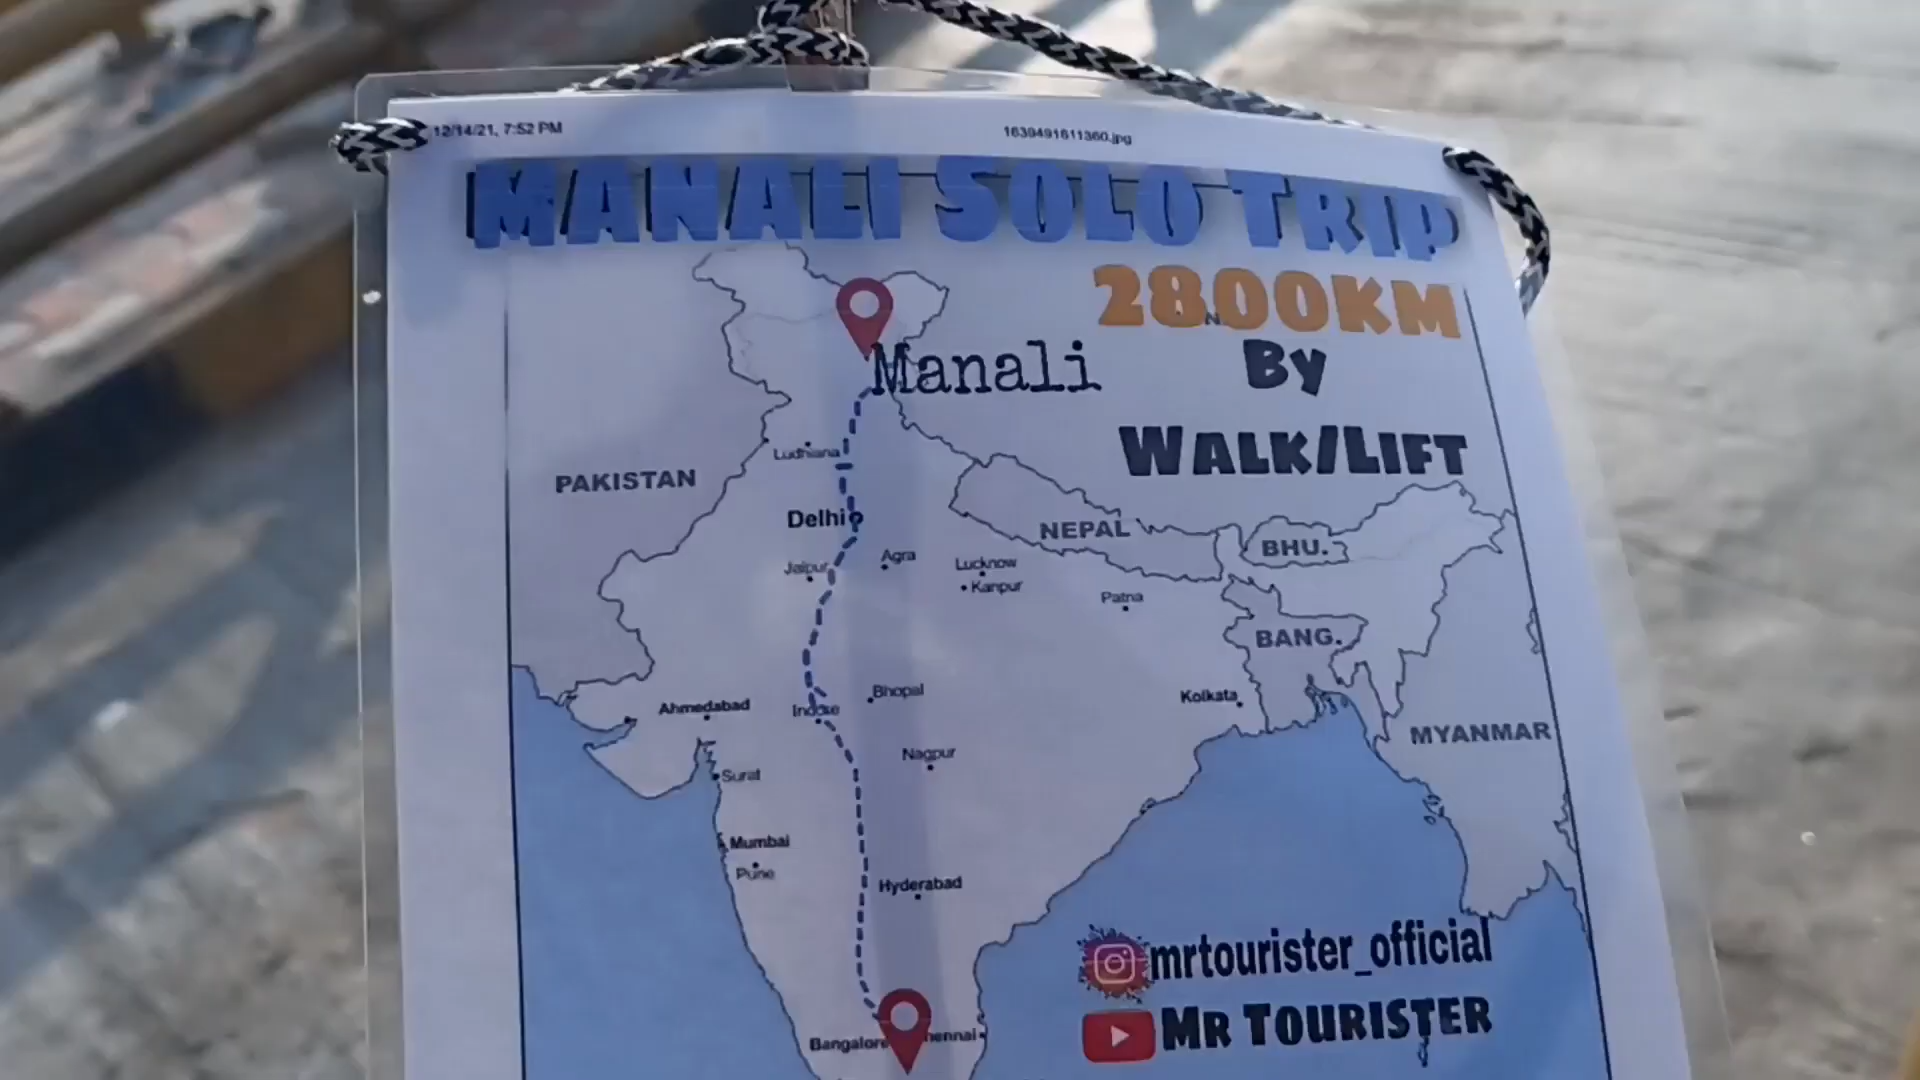 12/14/21, 7:52 PM
1639491611360.jpg
MANALI SOLO TRIP
2800KM
By
WALK/LIFT
Manali
Ludhiana
PAKISTAN
Delhi
NEPAL
BHU.
Jaipur
Agra
Lucknow
Kanpur
Patna
BANG.
Ahmedabad
Indore
Bhopal
Kolkata
MYANMAR
Nagpur
Surat
Mumbai
Pune
Hyderabad
mrtourister_official
MR TOURISTER
Bangalore
hennai